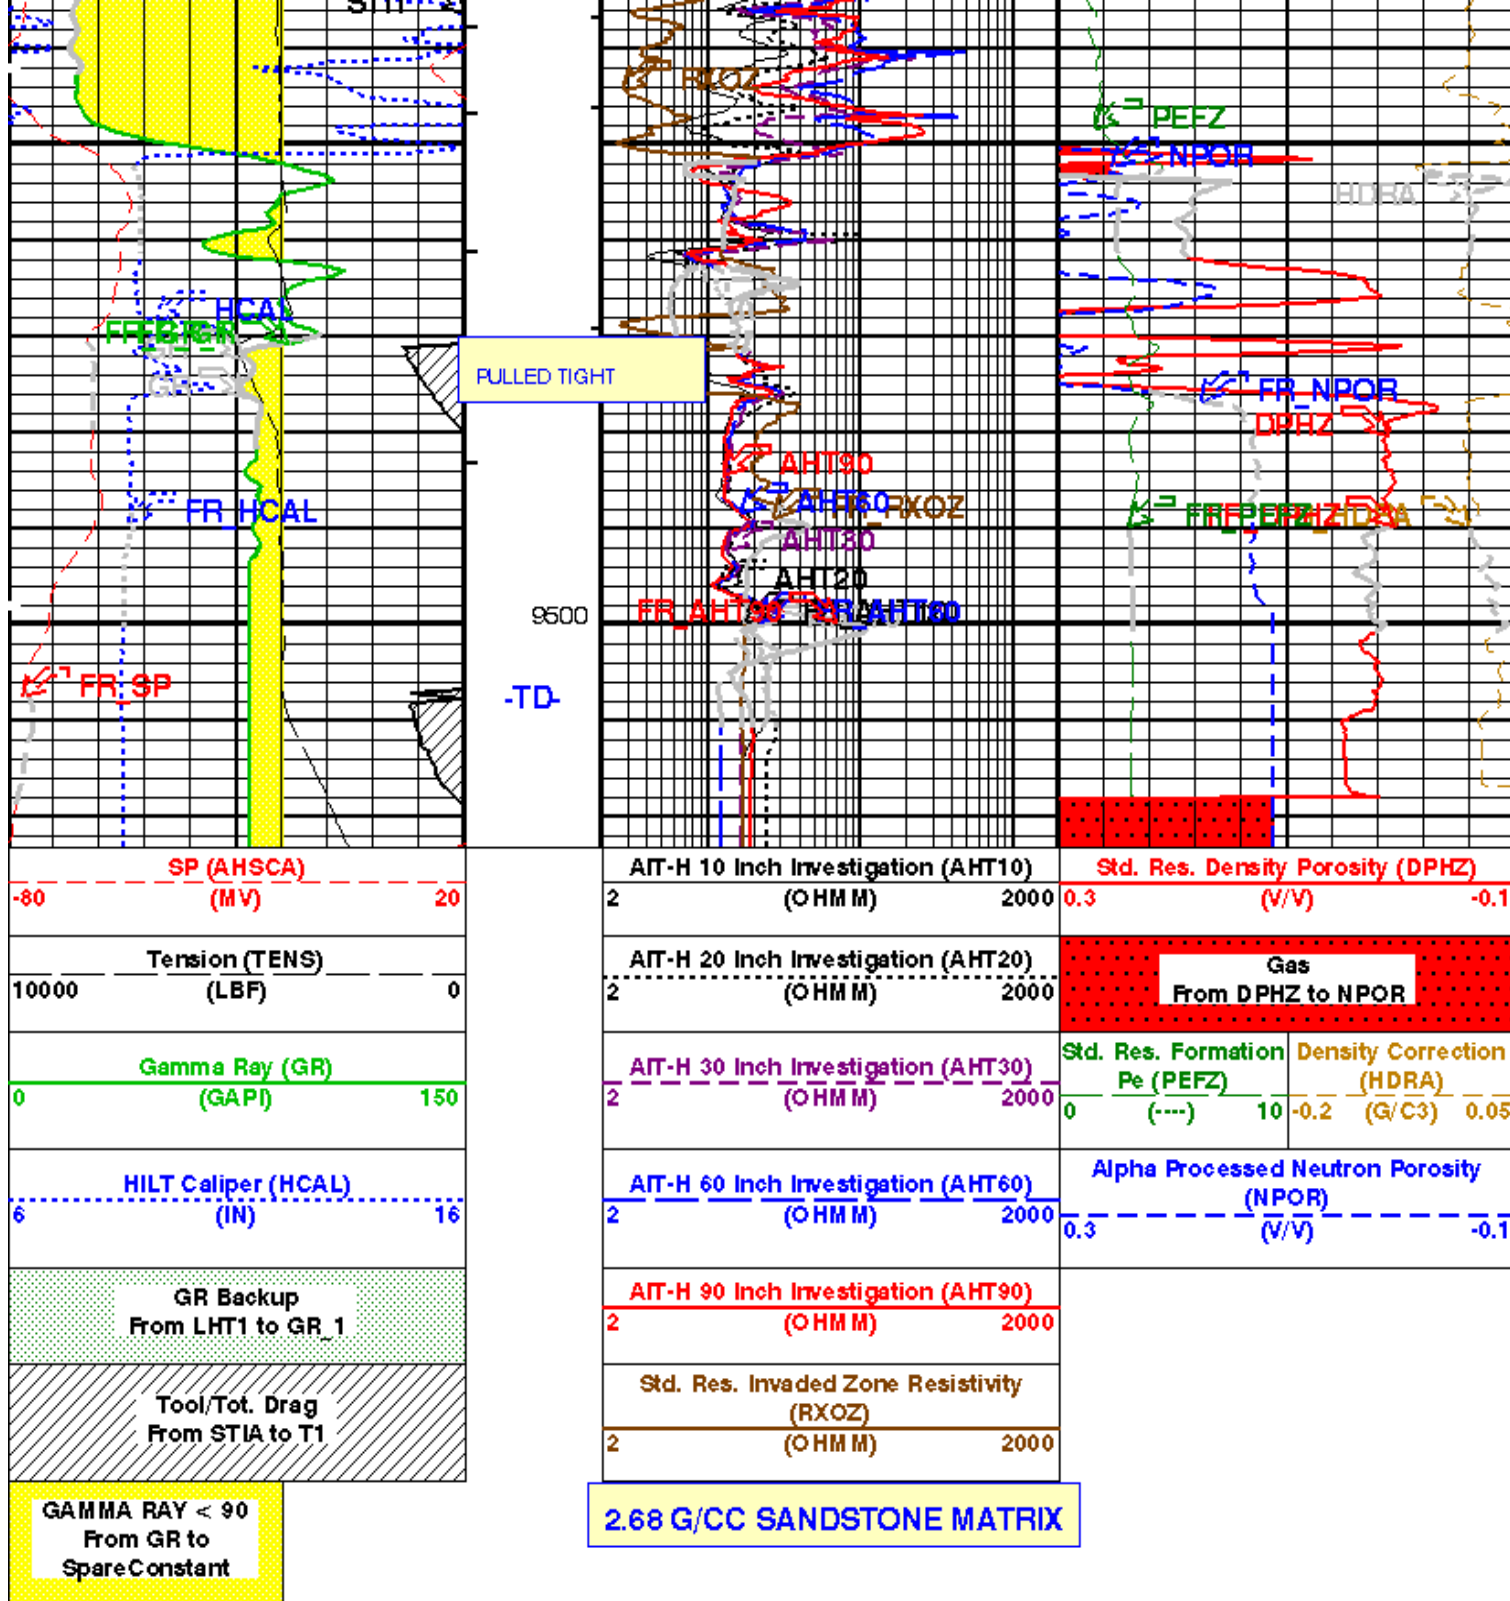 RXOZ
PEFZ
NPOR
HDRA
HCAL
GR
PULLED TIGHT
FR_NPOR
DPHZ
AHT90
AHT60
RXOZ
FR_HCAL
AHT30
AHT20
9500
FR_AHT90
FR_SP
-TD-
SP (AHSCA)
-80 (MV) 20
Tension (TENS)
10000 (LBF) 0
Gamma Ray (GR)
0 (GAPI) 150
HILT Caliper (HCAL)
6 (IN) 16
GR Backup
From LHT1 to GR_1
Tool/Tot. Drag
From STIA to T1
GAMMA RAY < 90
From GR to
SpareConstant
AIT-H 10 Inch Investigation (AHT10)
2 (OHMM) 2000
AIT-H 20 Inch Investigation (AHT20)
2 (OHMM) 2000
AIT-H 30 Inch Investigation (AHT30)
2 (OHMM) 2000
AIT-H 60 Inch Investigation (AHT60)
2 (OHMM) 2000
AIT-H 90 Inch Investigation (AHT90)
2 (OHMM) 2000
Std. Res. Invaded Zone Resistivity
(RXOZ)
2 (OHMM) 2000
2.68 G/CC SANDSTONE MATRIX
Std. Res. Density Porosity (DPHZ)
0.3 (V/V) -0.1
Gas
From DPHZ to NPOR
Std. Res. Formation
Pe (PEFZ)
0 (----) 10
Density Correction
(HDRA)
-0.2 (G/C3) 0.05
Alpha Processed Neutron Porosity
(NPOR)
0.3 (V/V) -0.1